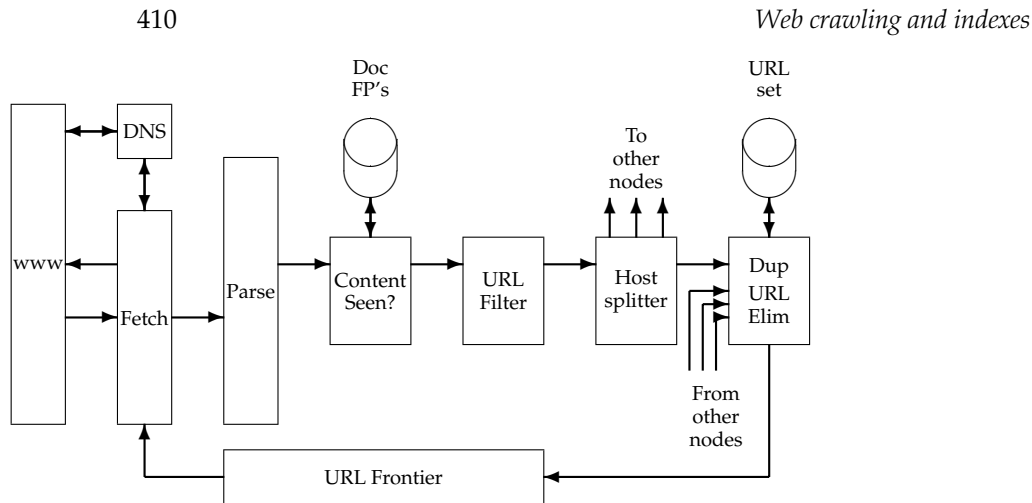 410
Web crawling and indexes
Doc
FP's
URL
set
DNS
To
other
nodes
www
Parse
Content
Seen?
URL
Filter
Host
splitter
Dup
URL
Elim
Fetch
From
other
nodes
URL Frontier